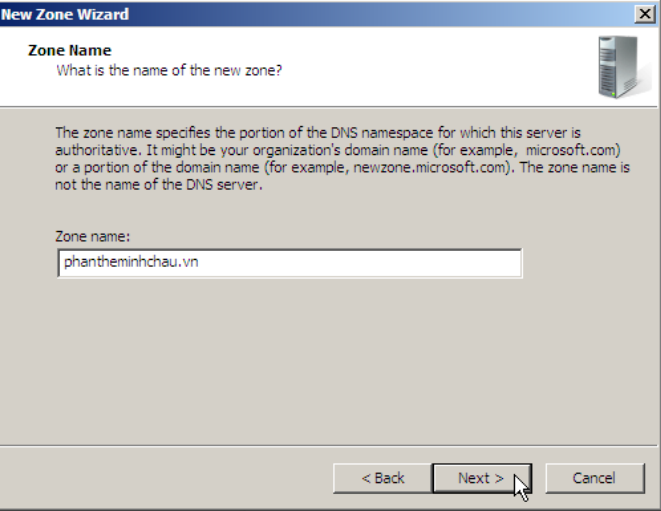 New Zone Wizard
Zone Name
What is the name of the new zone?
The zone name specifies the portion of the DNS namespace for which this server is
authoritative. It might be your organization's domain name (for example, microsoft.com)
or a portion of the domain name (for example, newzone.microsoft.com). The zone name is
not the name of the DNS server.
Zone name:
phantheminhchau.vn
< Back Next > Cancel